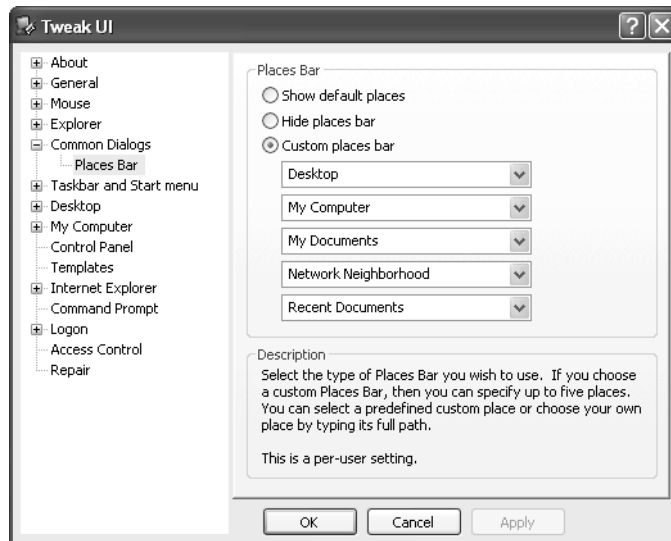 Tweak UI
About
General
Mouse
Explorer
Common Dialogs
Places Bar
Taskbar and Start menu
Desktop
My Computer
Control Panel
Templates
Internet Explorer
Command Prompt
Logon
Access Control
Repair
Places Bar
Show default places
Hide places bar
Custom places bar
Desktop
My Computer
My Documents
Network Neighborhood
Recent Documents
Description
Select the type of Places Bar you wish to use.  If you choose
a custom Places Bar, then you can specify up to five places.
You can select a predefined custom place or choose your own
place by typing its full path.
This is a per-user setting.
OK
Cancel
Apply